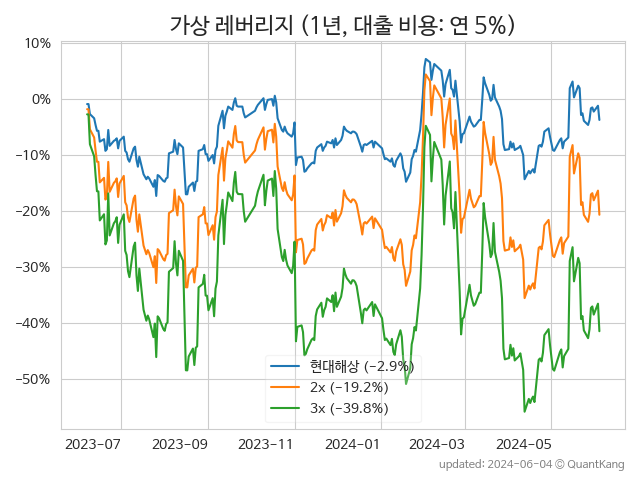 가상 레버리지 (1년, 대출 비용: 연 5%)
10%
0%
−10%
−20%
−30%
−40%
−50%
현대해상 (−2.9%)
2x (−19.2%)
3x (−39.8%)
2023-07 2023-09 2023-11 2024-01 2024-03 2024-05
updated: 2024-06-04 ⓒ QuantKang